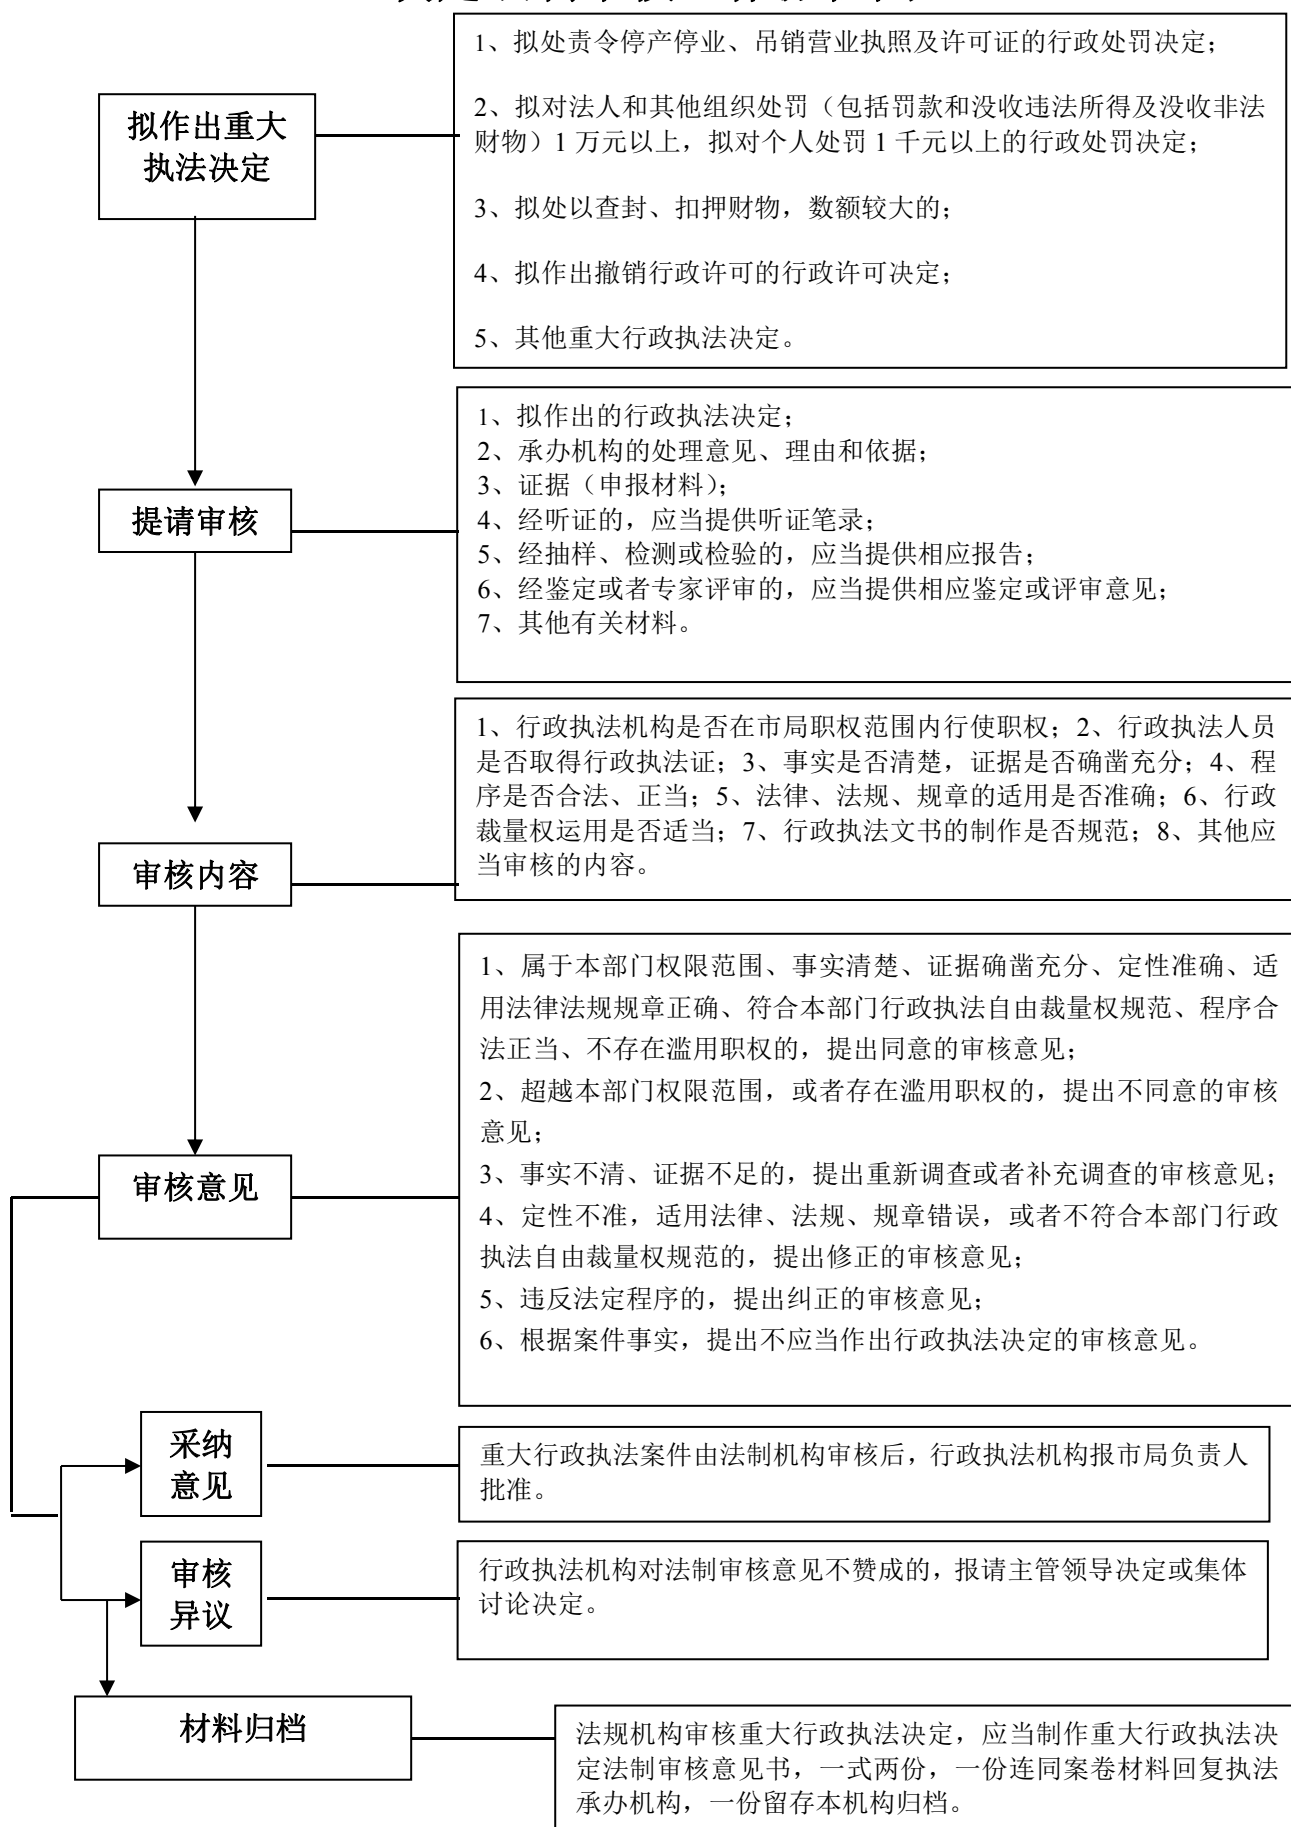 拟作出重大
执法决定
1、拟处责令停产停业、吊销营业执照及许可证的行政处罚决定；
2、拟对法人和其他组织处罚（包括罚款和没收违法所得及没收非法
财物）1 万元以上，拟对个人处罚 1 千元以上的行政处罚决定；
3、拟处以查封、扣押财物，数额较大的；
4、拟作出撤销行政许可的行政许可决定；
5、其他重大行政执法决定。
提请审核
1、拟作出的行政执法决定；
2、承办机构的处理意见、理由和依据；
3、证据（申报材料）；
4、经听证的，应当提供听证笔录；
5、经抽样、检测或检验的，应当提供相应报告；
6、经鉴定或者专家评审的，应当提供相应鉴定或评审意见；
7、其他有关材料。
审核内容
1、行政执法机构是否在市局职权范围内行使职权；2、行政执法人员
是否取得行政执法证；3、事实是否清楚，证据是否确凿充分；4、程
序是否合法、正当；5、法律、法规、规章的适用是否准确；6、行政
裁量权运用是否适当；7、行政执法文书的制作是否规范；8、其他应
当审核的内容。
审核意见
1、属于本部门权限范围、事实清楚、证据确凿充分、定性准确、适
用法律法规规章正确、符合本部门行政执法自由裁量权规范、程序合
法正当、不存在滥用职权的，提出同意的审核意见；
2、超越本部门权限范围，或者存在滥用职权的，提出不同意的审核
意见；
3、事实不清、证据不足的，提出重新调查或者补充调查的审核意见；
4、定性不准，适用法律、法规、规章错误，或者不符合本部门行政
执法自由裁量权规范的，提出修正的审核意见；
5、违反法定程序的，提出纠正的审核意见；
6、根据案件事实，提出不应当作出行政执法决定的审核意见。
采纳
意见
重大行政执法案件由法制机构审核后，行政执法机构报市局负责人
批准。
审核
异议
行政执法机构对法制审核意见不赞成的，报请主管领导决定或集体
讨论决定。
材料归档
法规机构审核重大行政执法决定，应当制作重大行政执法决
定法制审核意见书，一式两份，一份连同案卷材料回复执法
承办机构，一份留存本机构归档。